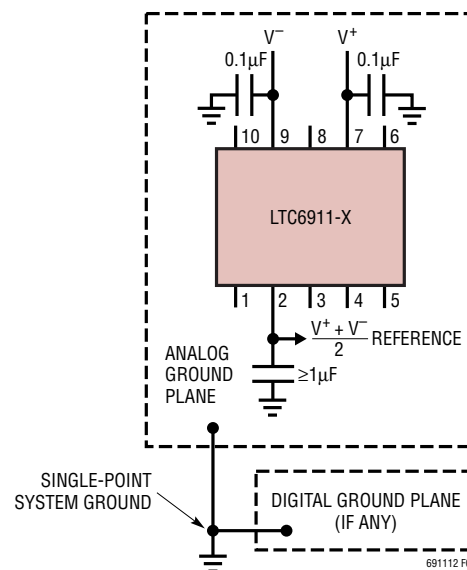 V– V+
0.1µF 0.1µF
10 9 8 7 6
LTC6911-X
1 2 3 4 5
V+ + V–
2
REFERENCE
≥1µF
ANALOG
GROUND
PLANE
SINGLE-POINT
SYSTEM GROUND
DIGITAL GROUND PLANE
(IF ANY)
691112